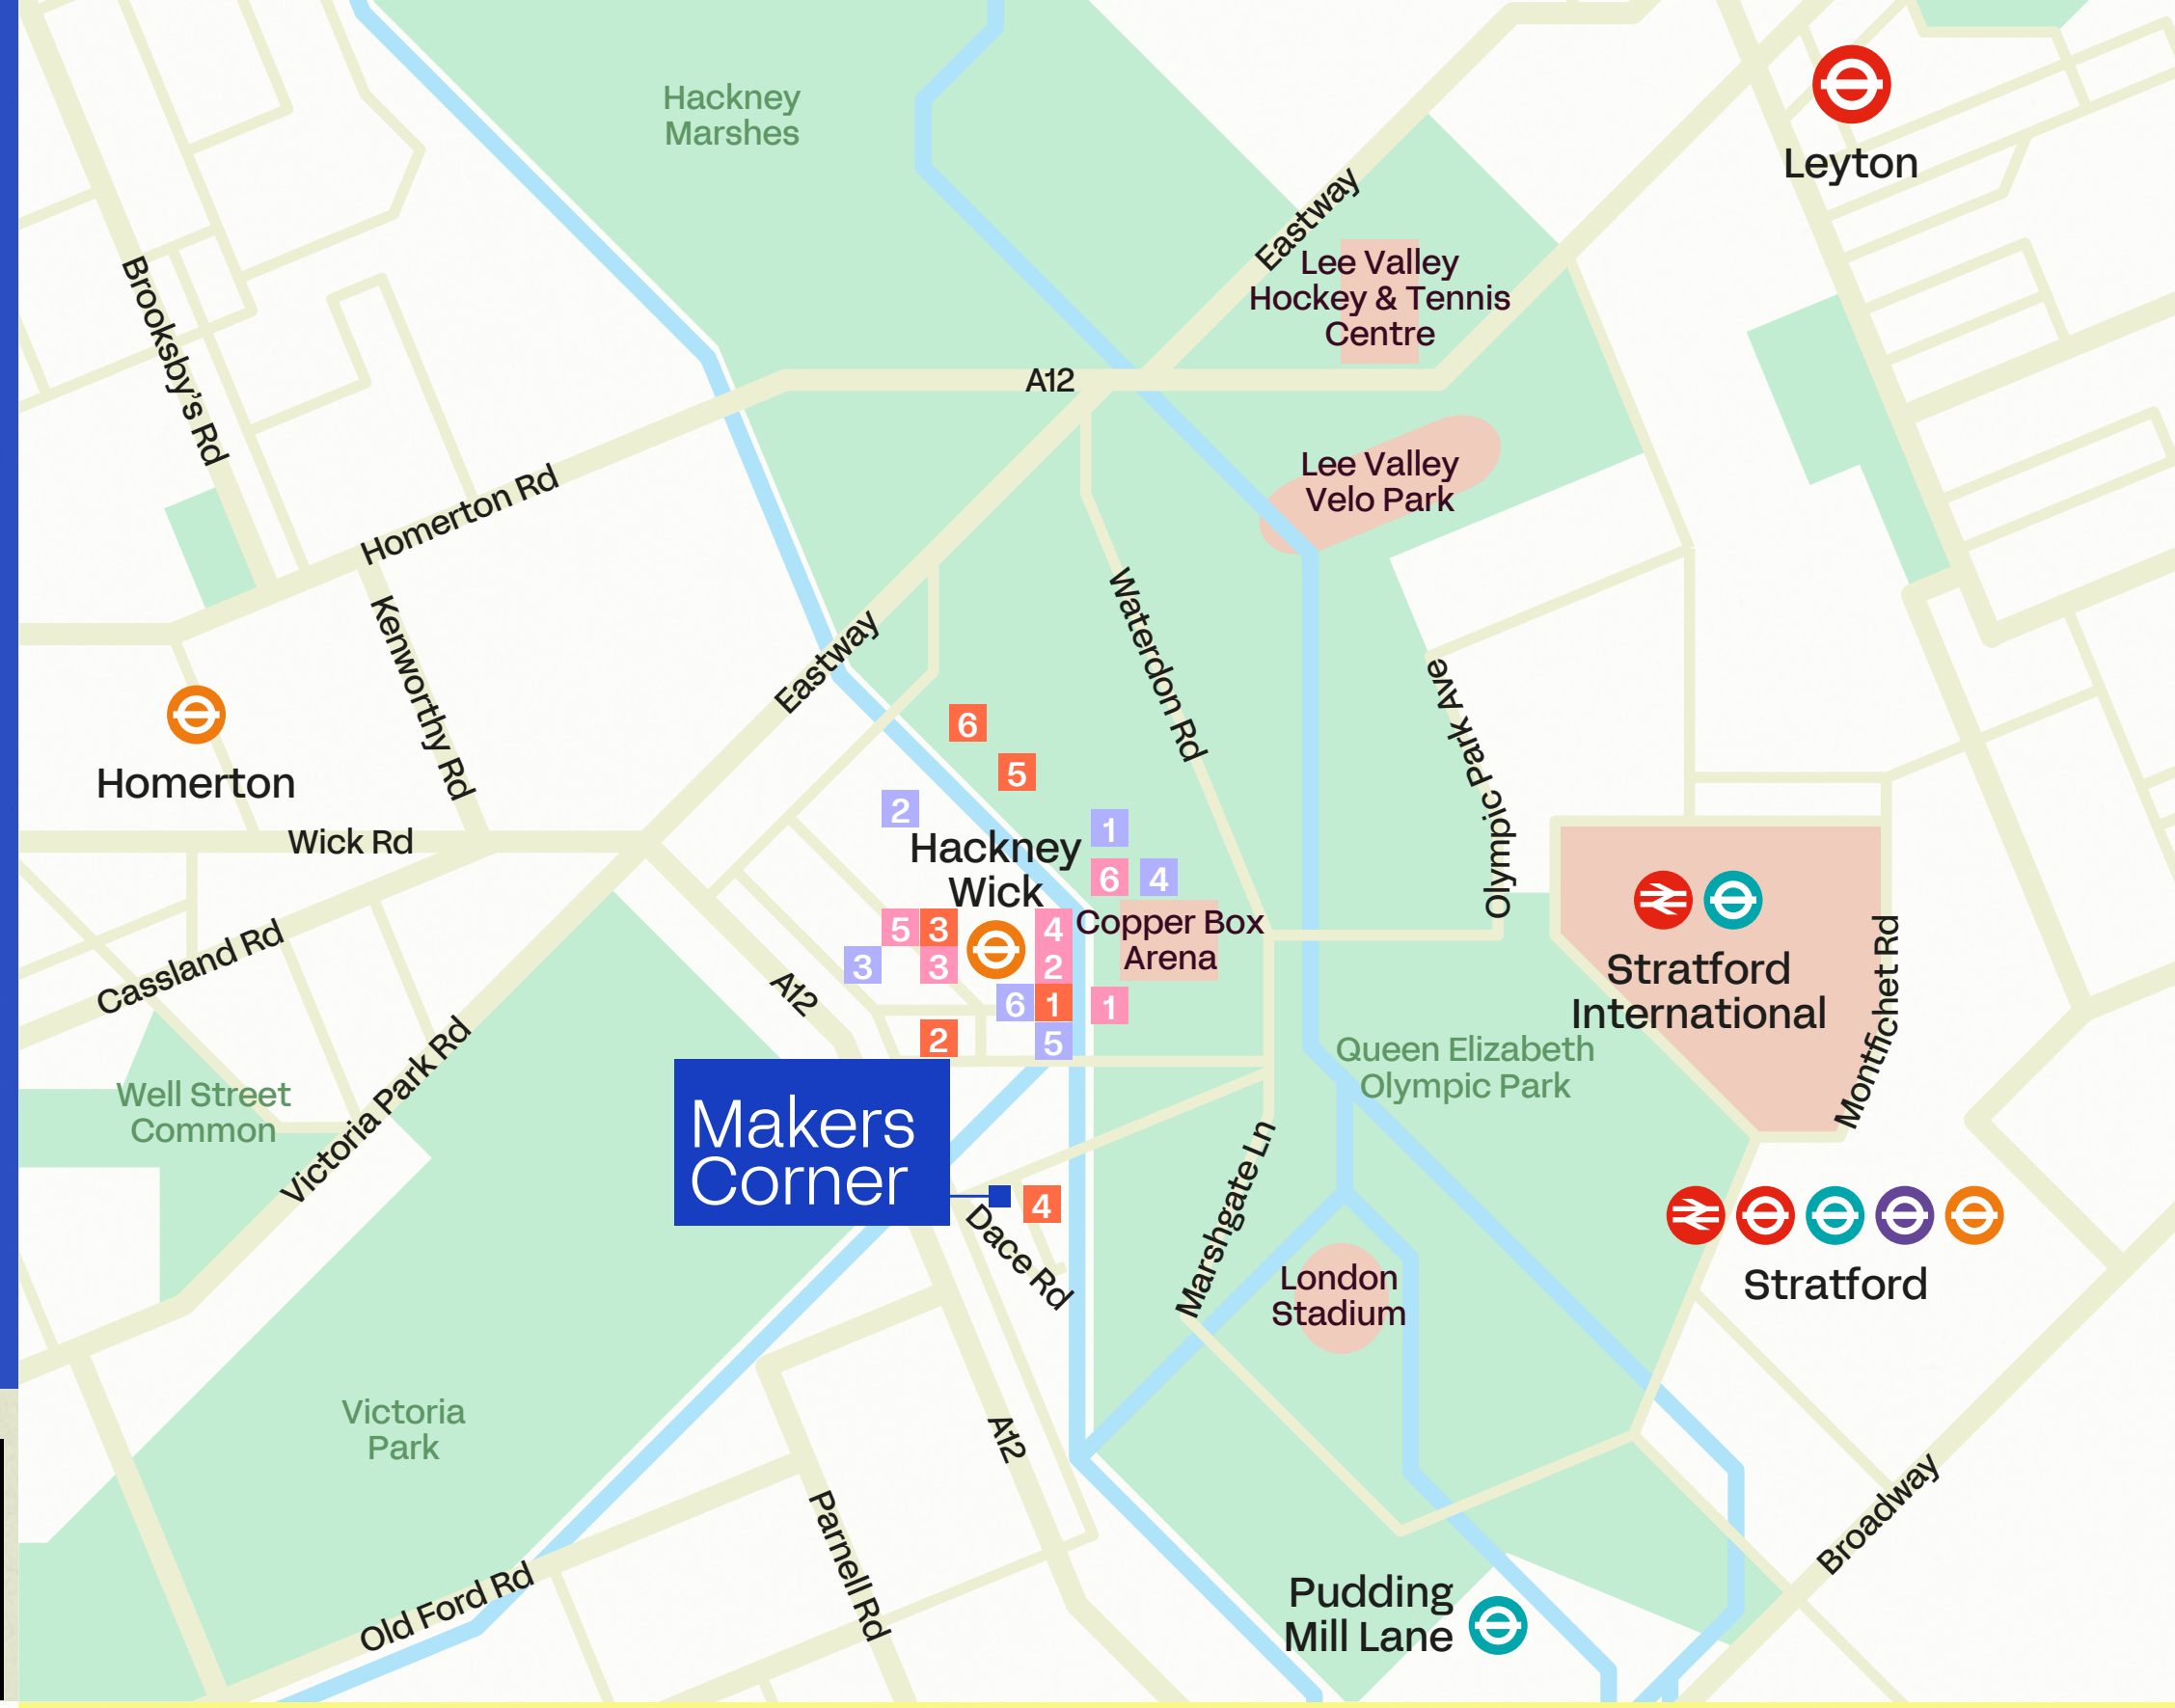 Hackney
Marshes
Leyton
Eastway
Lee Valley
Hockey & Tennis
Centre
Brooksby's Rd
A12
Lee Valley
Velo Park
Homerton Rd
Kenworthy Rd
Waterdon Rd
Eastway
Olympic Park Ave
6
5
Homerton
2
1
Wick Rd
Hackney
Wick
6
4
5
3
4
Copper Box
Arena
3
3
2
Cassland Rd
A12
6
1
1
2
5
Stratford
International
Montfichet Rd
Queen Elizabeth
Olympic Park
Well Street
Common
Victoria Park Rd
Makers
Corner
4
Dace Rd
Marshgate Ln
London
Stadium
Stratford
Victoria
Park
A12
Parnell Rd
Old Ford Rd
Broadway
Pudding
Mill Lane